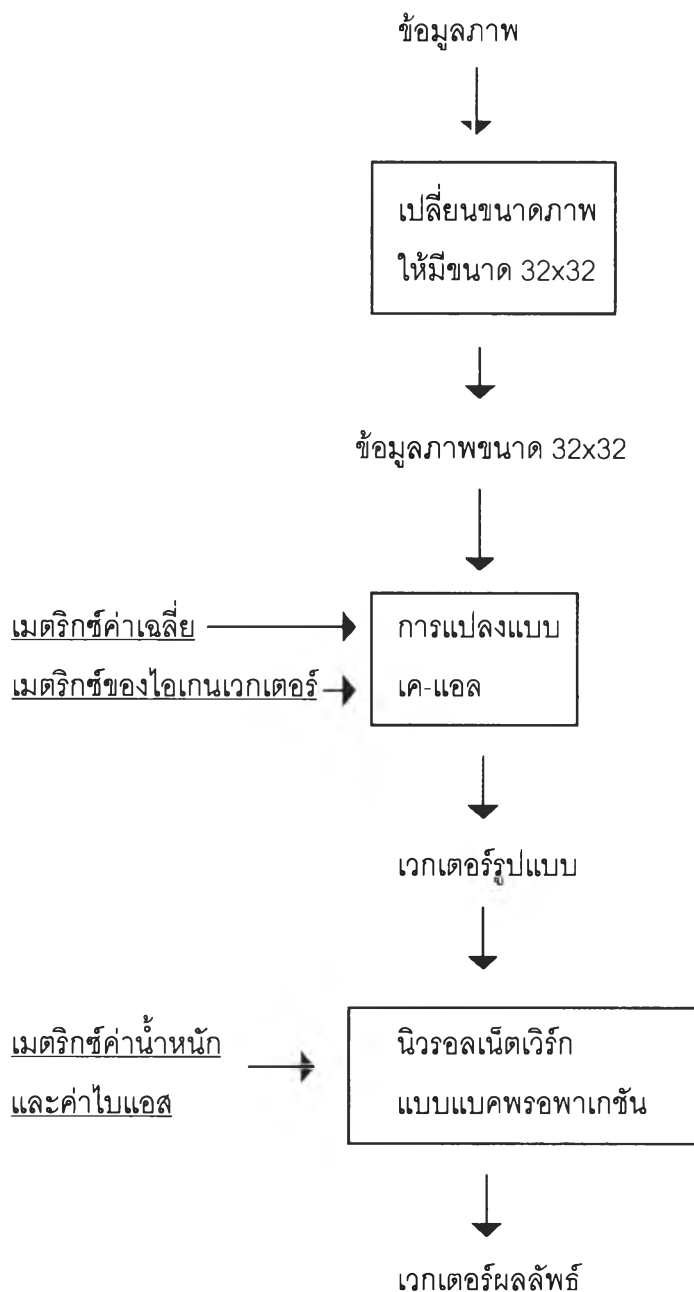 ข้อมูลภาพ
เปลี่ยนขนาดภาพ
ให้มีขนาด 32x32
ข้อมูลภาพขนาด 32x32
เมตริกซ์ค่าเฉลี่ย
การแปลงแบบ
เมตริกซ์ของไอเกนเวกเตอร์
เค-แอล
เวกเตอร์รูปแบบ
เมตริกซ์ค่าน้ำหนัก
นิวรอลเน็ตเวิร์ก
และค่าไบแอส
แบบแบคพรอพาเกชัน
เวกเตอร์ผลลัพธ์